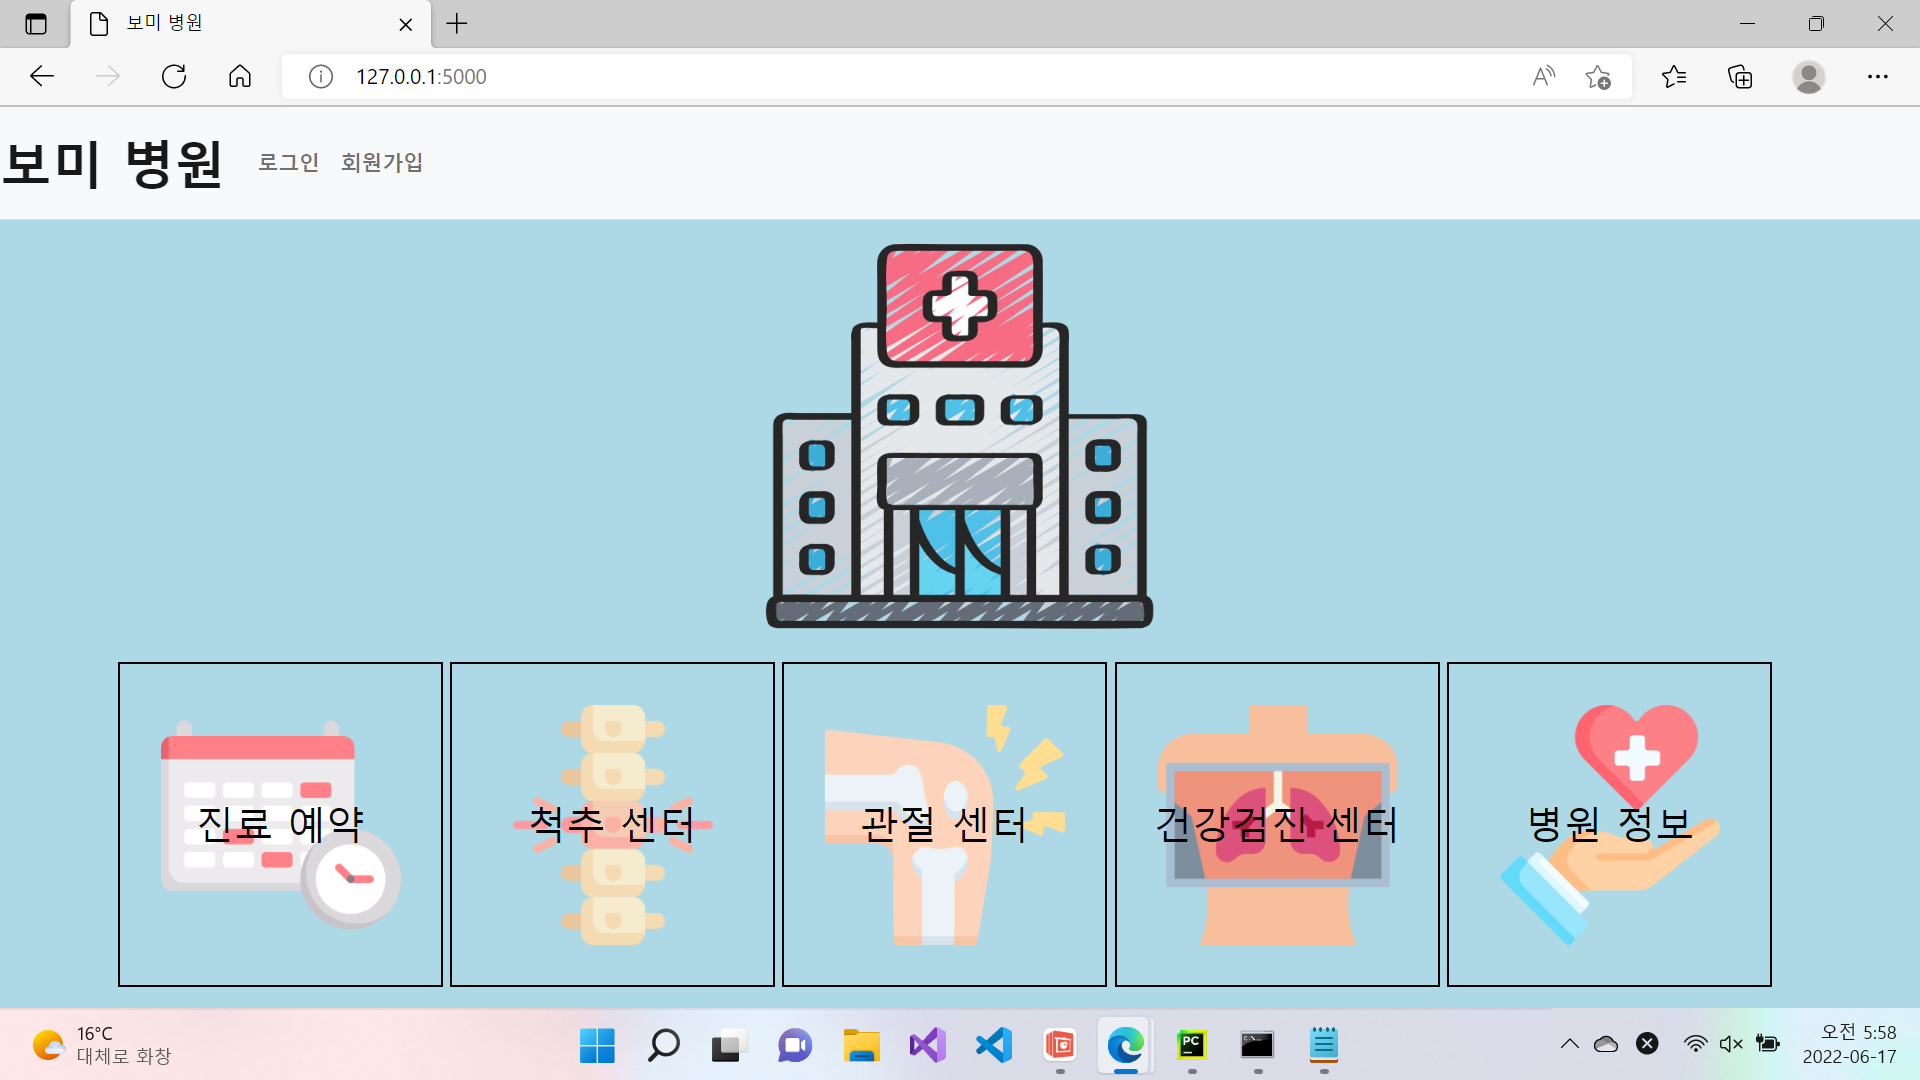 보미 병원
127.0.0.1:5000
보미 병원 로그인 회원가입
진료 예약 척추 센터 관절 센터 건강검진 센터 병원 정보
16°C
대체로 화창
PC
오전 5:58
2022-06-17